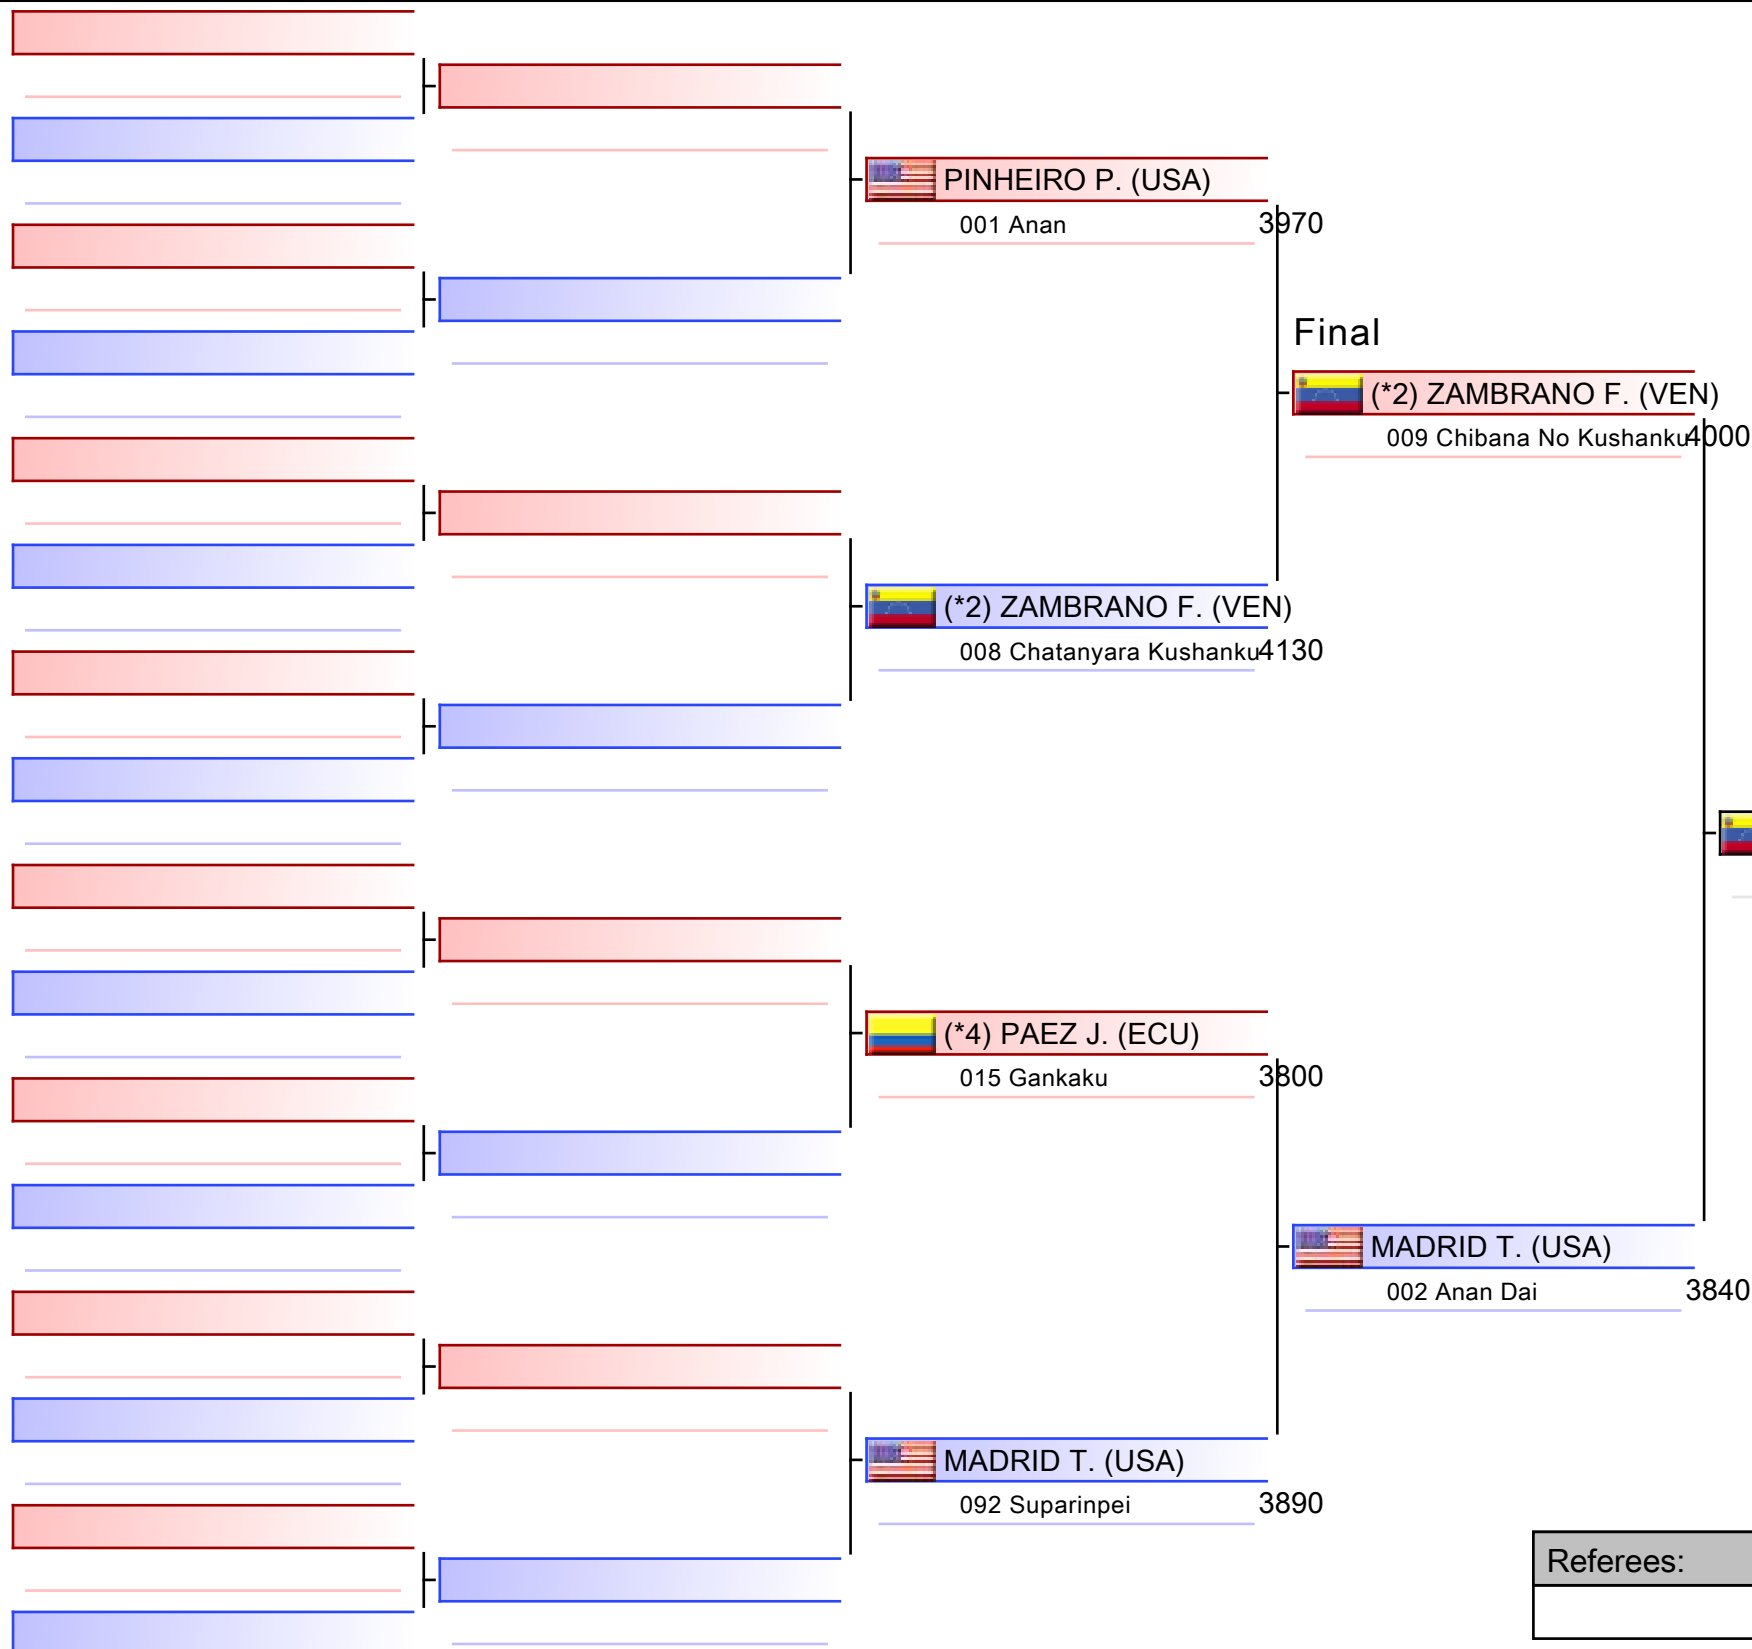 PINHEIRO P. (USA)
001 Anan 3970
Final
(*2) ZAMBRANO F. (VEN)
009 Chibana No Kushanku 4000
(*2) ZAMBRANO F. (VEN)
008 Chatanyara Kushanku 4130
(*4) PAEZ J. (ECU)
015 Gankaku 3800
MADRID T. (USA)
002 Anan Dai 3840
MADRID T. (USA)
092 Suparinpei 3890
Referees: